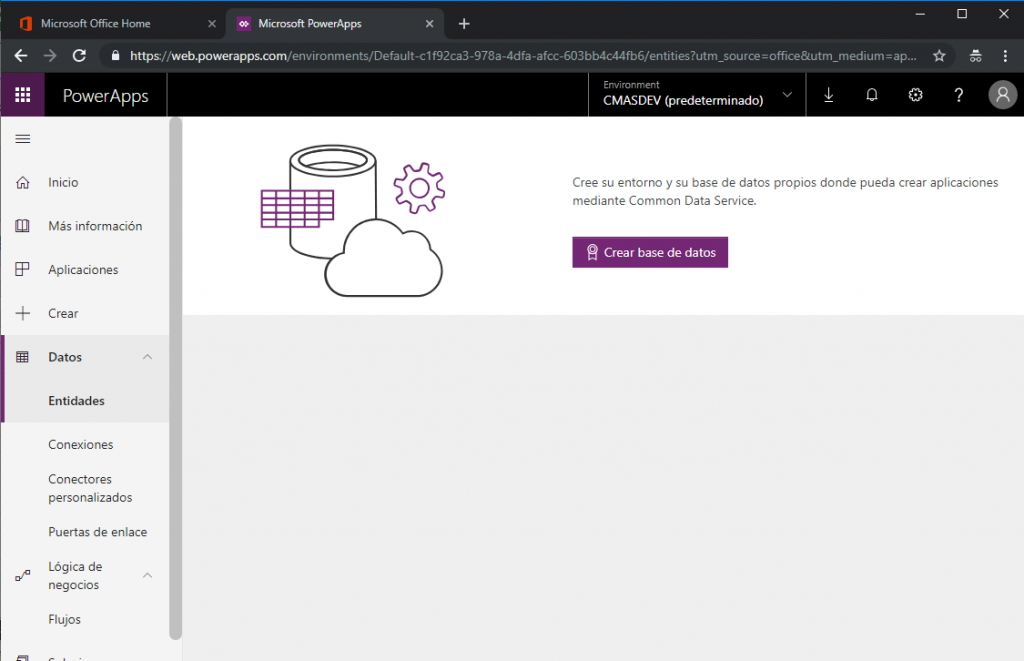 Microsoft Office Home
Microsoft PowerApps
https://web.powerapps.com/environments/Default-c1f92ca3-978a-4dfa-afcc-603bb4c44fb6/entities?utm_source=office&utm_medium=ap...
PowerApps
Environment
CMASDEV (predeterminado)
?
Inicio
Más información
Aplicaciones
Crear
Datos
Entidades
Conexiones
Conectores
personalizados
Puertas de enlace
Lógica de
negocios
Flujos
Cree su entorno y su base de datos propios donde pueda crear aplicaciones
mediante Common Data Service.
Crear base de datos